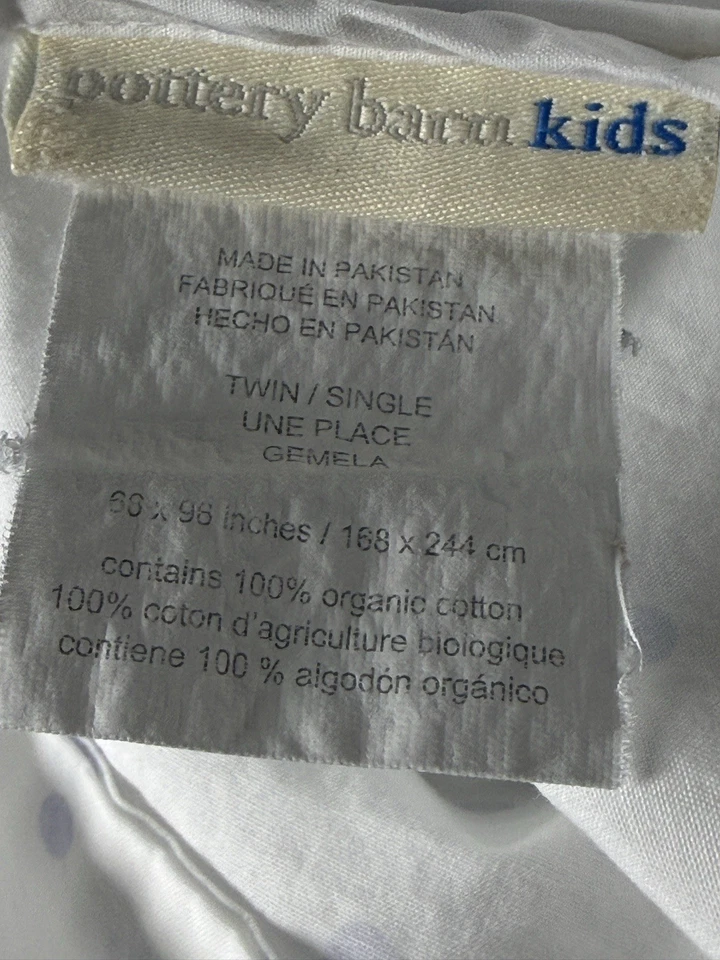 pottery barn kids
MADE IN PAKISTAN
FABRIQUÉ EN PAKISTAN
HECHO EN PAKISTÁN
TWIN / SINGLE
UNE PLACE
GEMELA
66 x 96 inches / 168 x 244 cm
contains 100% organic cotton
100% coton d'agriculture biologique
contiene 100 % algodón orgánico